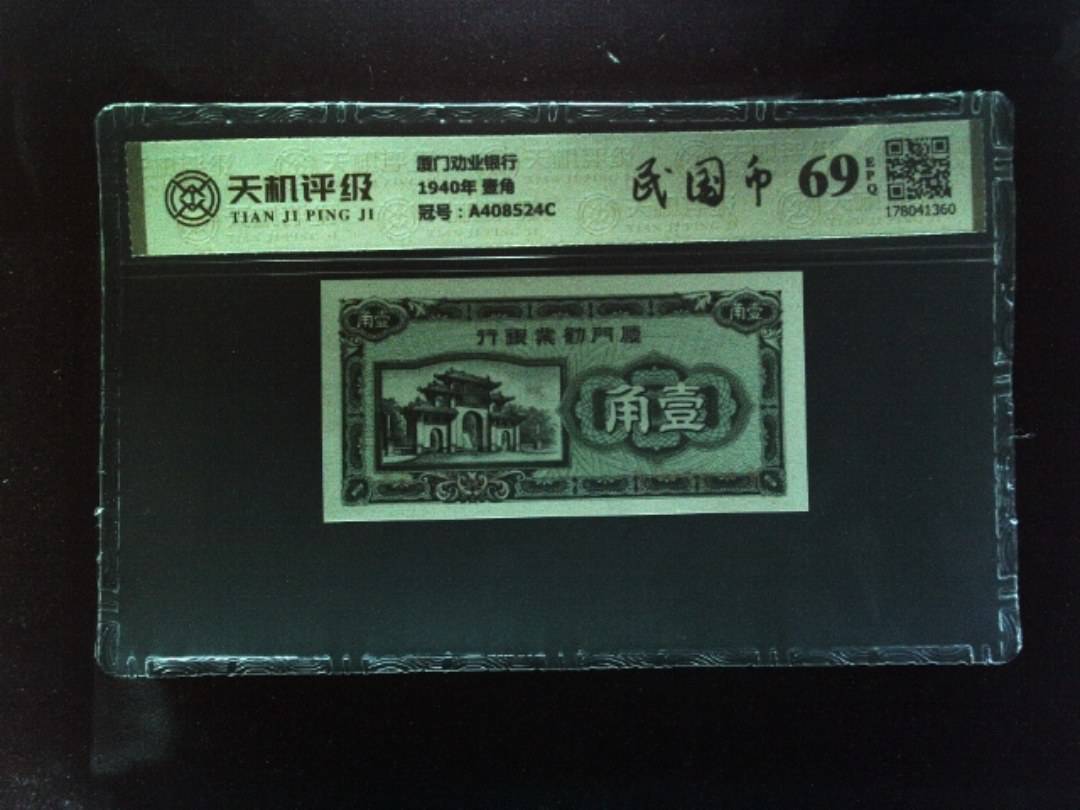 天机评级
TIAN JI PING JI
厦门劝业银行
1940年 壹角
冠号：A408524C
民国币
69
EPQ
178041360
角壹
角壹
行銀業勸門厦
角壹